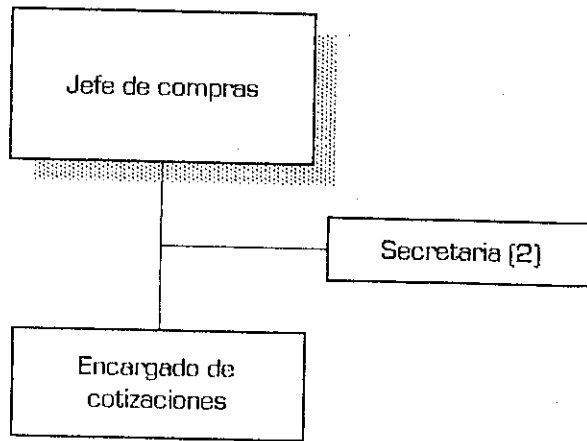 Jefe de compras
Secretaria (2)
Encargado de
cotizaciones